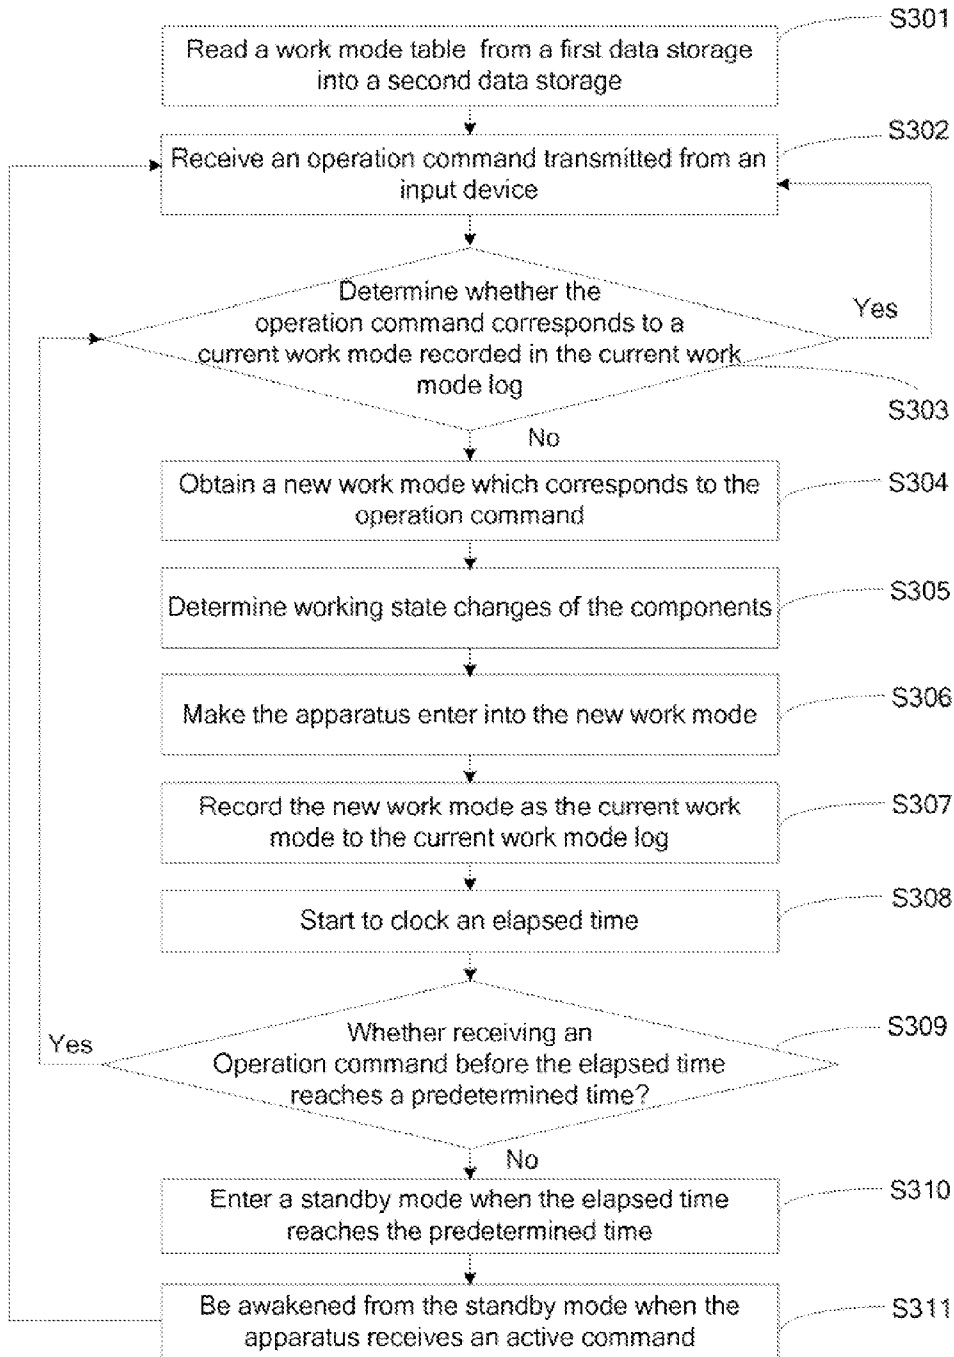 S301
Read a work mode table from a first data storage
into a second data storage
S302
Receive an operation command transmitted from an
input device
Determine whether the
operation command corresponds to a
current work mode recorded in the current work
mode log
Yes
S303
No
S304
Obtain a new work mode which corresponds to the
operation command
S305
Determine working state changes of the components
S306
Make the apparatus enter into the new work mode
S307
Record the new work mode as the current work
mode to the current work mode log
S308
Start to clock an elapsed time
S309
Whether receiving an
Operation command before the elapsed time
reaches a predetermined time?
Yes
No
S310
Enter a standby mode when the elapsed time
reaches the predetermined time
S311
Be awakened from the standby mode when the
apparatus receives an active command